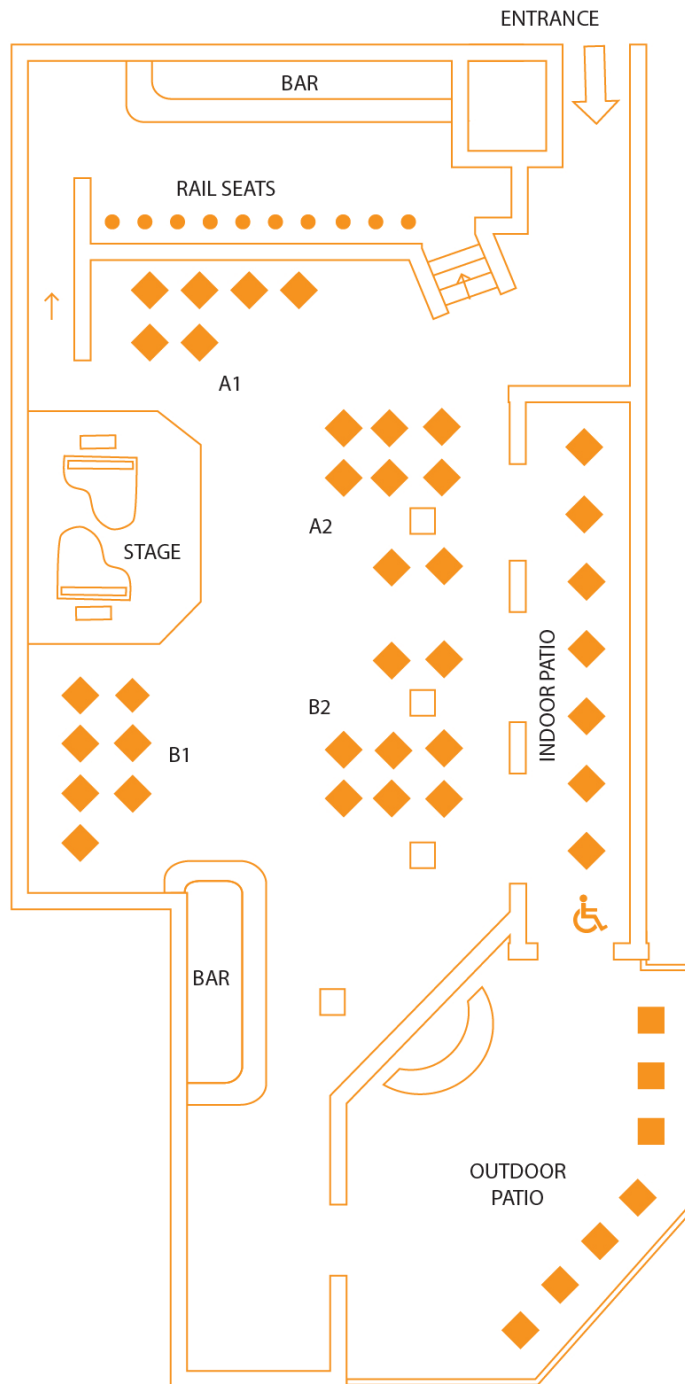 ENTRANCE
BAR
RAIL SEATS
A1
A2
STAGE
INDOOR PATIO
B2
B1
BAR
OUTDOOR
PATIO